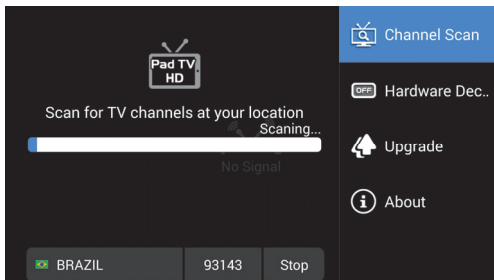 Pad TV
HD
Scan for TV channels at your location
Scaning...
No Signal
BRAZIL 93143 Stop
Channel Scan
OFF Hardware Dec..
Upgrade
About